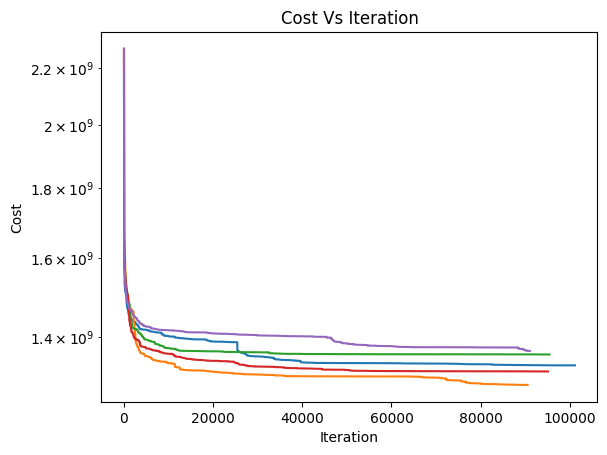 Cost Vs Iteration
2.2 × 10⁹
2 × 10⁹
1.8 × 10⁹
1.6 × 10⁹
1.4 × 10⁹
Cost
0 20000 40000 60000 80000 100000
Iteration